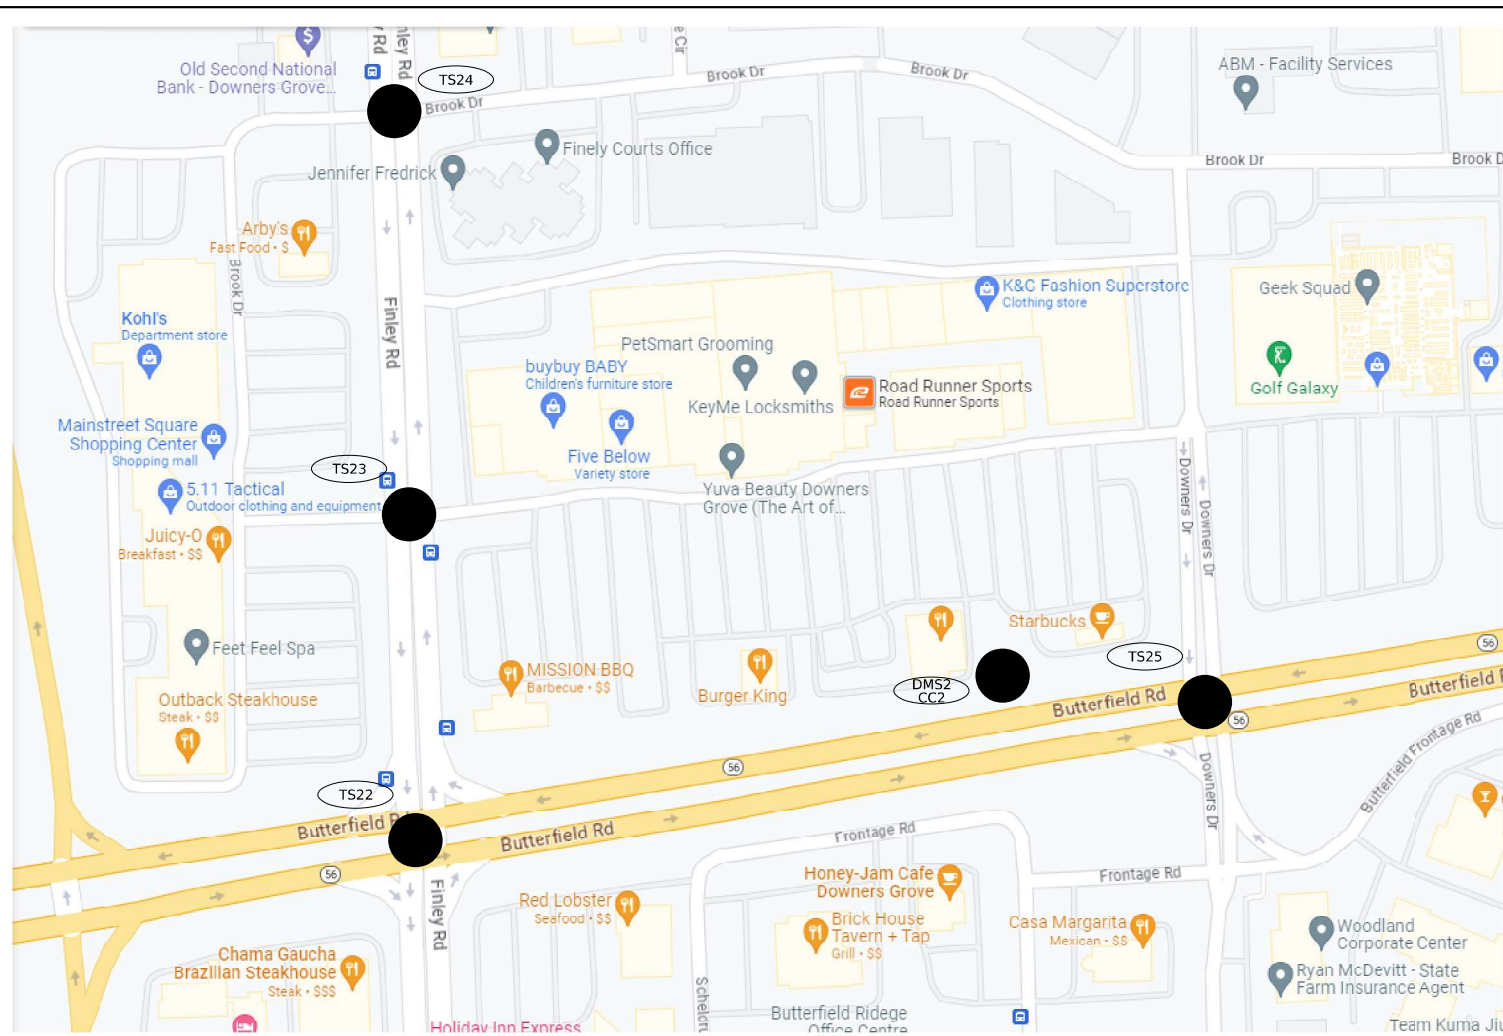 Finley Rd
TS24
Old Second National
Bank - Downers Grove...
Brook Dr
Brook Dr
Brook Dr
ABM - Facility Services
Finely Courts Office
Jennifer Fredrick
Brook Dr
Brook D
Arby's
Fast Food • $
Brook Dr
Finley Rd
Kohl's
Department store
K&C Fashion Superstore
Clothing store
Geek Squad
PetSmart Grooming
buybuy BABY
Children's furniture store
KeyMe Locksmiths
Road Runner Sports
Road Runner Sports
Golf Galaxy
Mainstreet Square
Shopping Center
Shopping mall
TS23
Five Below
Variety store
5.11 Tactical
Outdoor clothing and equipment
Yuva Beauty Downers
Grove (The Art of...
Downers Dr
Downers Dr
Juicy-O
Breakfast • $$
Feet Feel Spa
Starbucks
56
TS25
MISSION BBQ
Barbecue • $$
Burger King
DMS2
CC2
Butterfield Rd
Butterfield
Outback Steakhouse
Steak • $$
56
56
Butterfield Frontage Rd
Downers Dr
TS22
Butterfield R
Butterfield Rd
Frontage Rd
56
Honey-Jam Cafe
Downers Grove
Frontage Rd
Finley Rd
Red Lobster
Seafood • $$
Brick House
Tavern + Tap
Grill • $$
Casa Margarita
Mexican • $$
Woodland
Corporate Center
Chama Gaucha
Brazilian Steakhouse
Steak • $$$
Ryan McDevitt - State
Farm Insurance Agent
Butterfield Ridege
Office Centre
Holiday Inn Express
Team Kuma Jiu